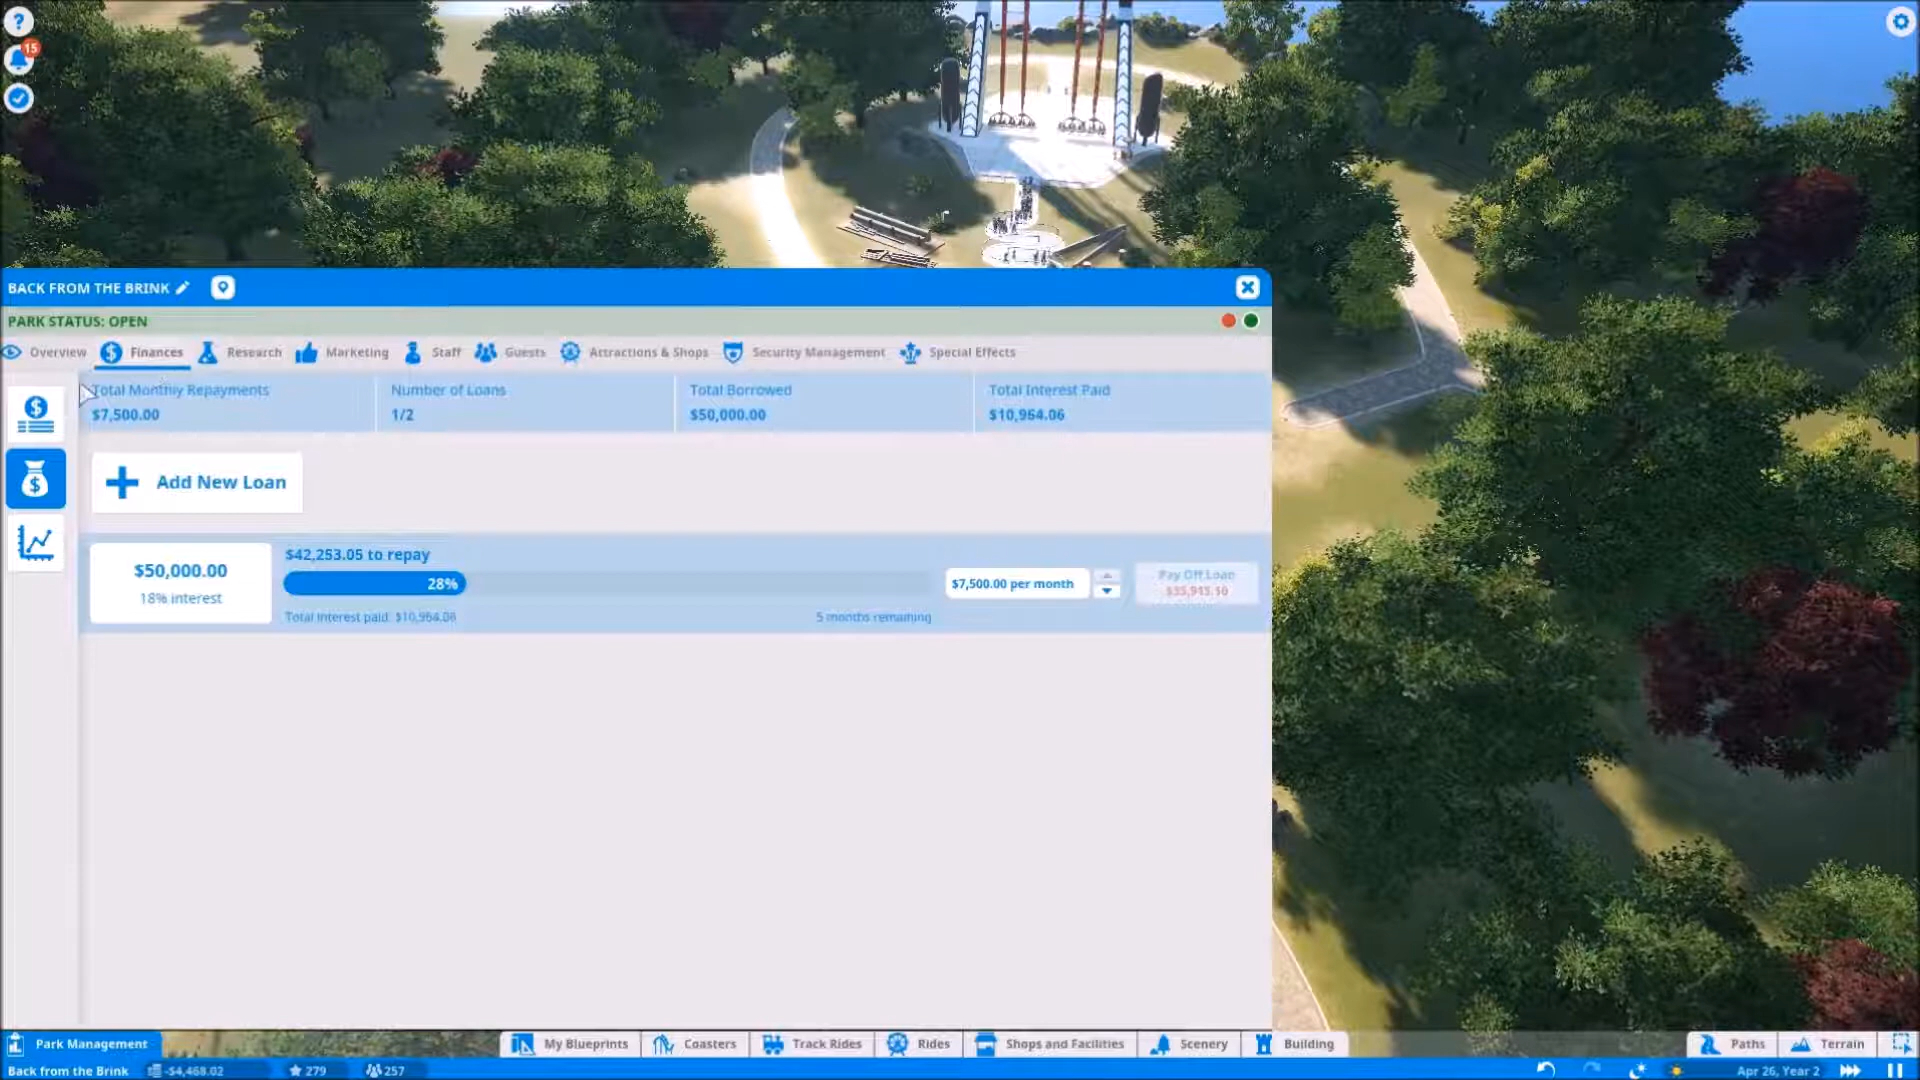 ?
15
BACK FROM THE BRINK
PARK STATUS: OPEN
Overview
Finances
Research
Marketing
Staff
Guests
Attractions & Shops
Security Management
Special Effects
Total Monthly Repayments
$7,500.00
Number of Loans
1/2
Total Borrowed
$50,000.00
Total Interest Paid
$10,964.06
Add New Loan
$50,000.00
18% interest
$42,253.05 to repay
28%
Total interest paid: $10,964.06
5 months remaining
$7,500.00 per month
Pay Off Loan
Park Management
My Blueprints
Coasters
Track Rides
Rides
Shops and Facilities
Scenery
Building
Paths
Terrain
Back from the Brink
-$4,468.02
279
257
Apr 26, Year 2